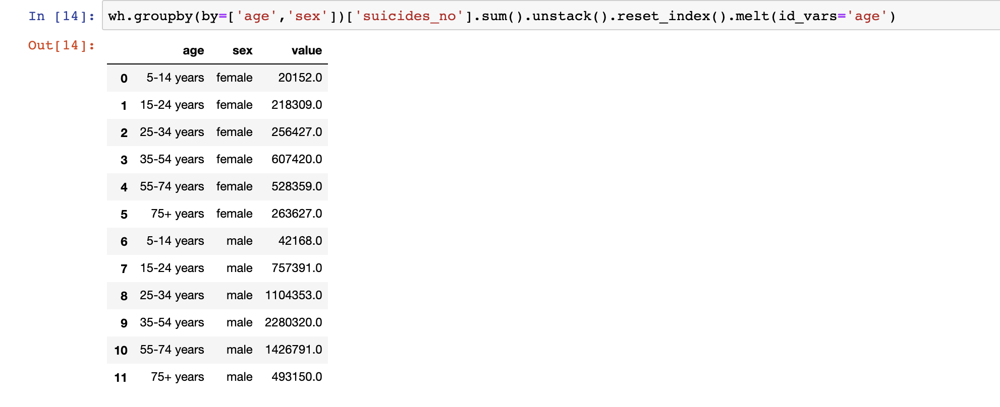 In [14]: wh.groupby(by=['age','sex'])['suicides_no'].sum().unstack().reset_index().melt(id_vars='age')
Out[14]:
age sex value
0 5-14 years female 20152.0
1 15-24 years female 218309.0
2 25-34 years female 256427.0
3 35-54 years female 607420.0
4 55-74 years female 528359.0
5 75+ years female 263627.0
6 5-14 years male 42168.0
7 15-24 years male 757391.0
8 25-34 years male 1104353.0
9 35-54 years male 2280320.0
10 55-74 years male 1426791.0
11 75+ years male 493150.0